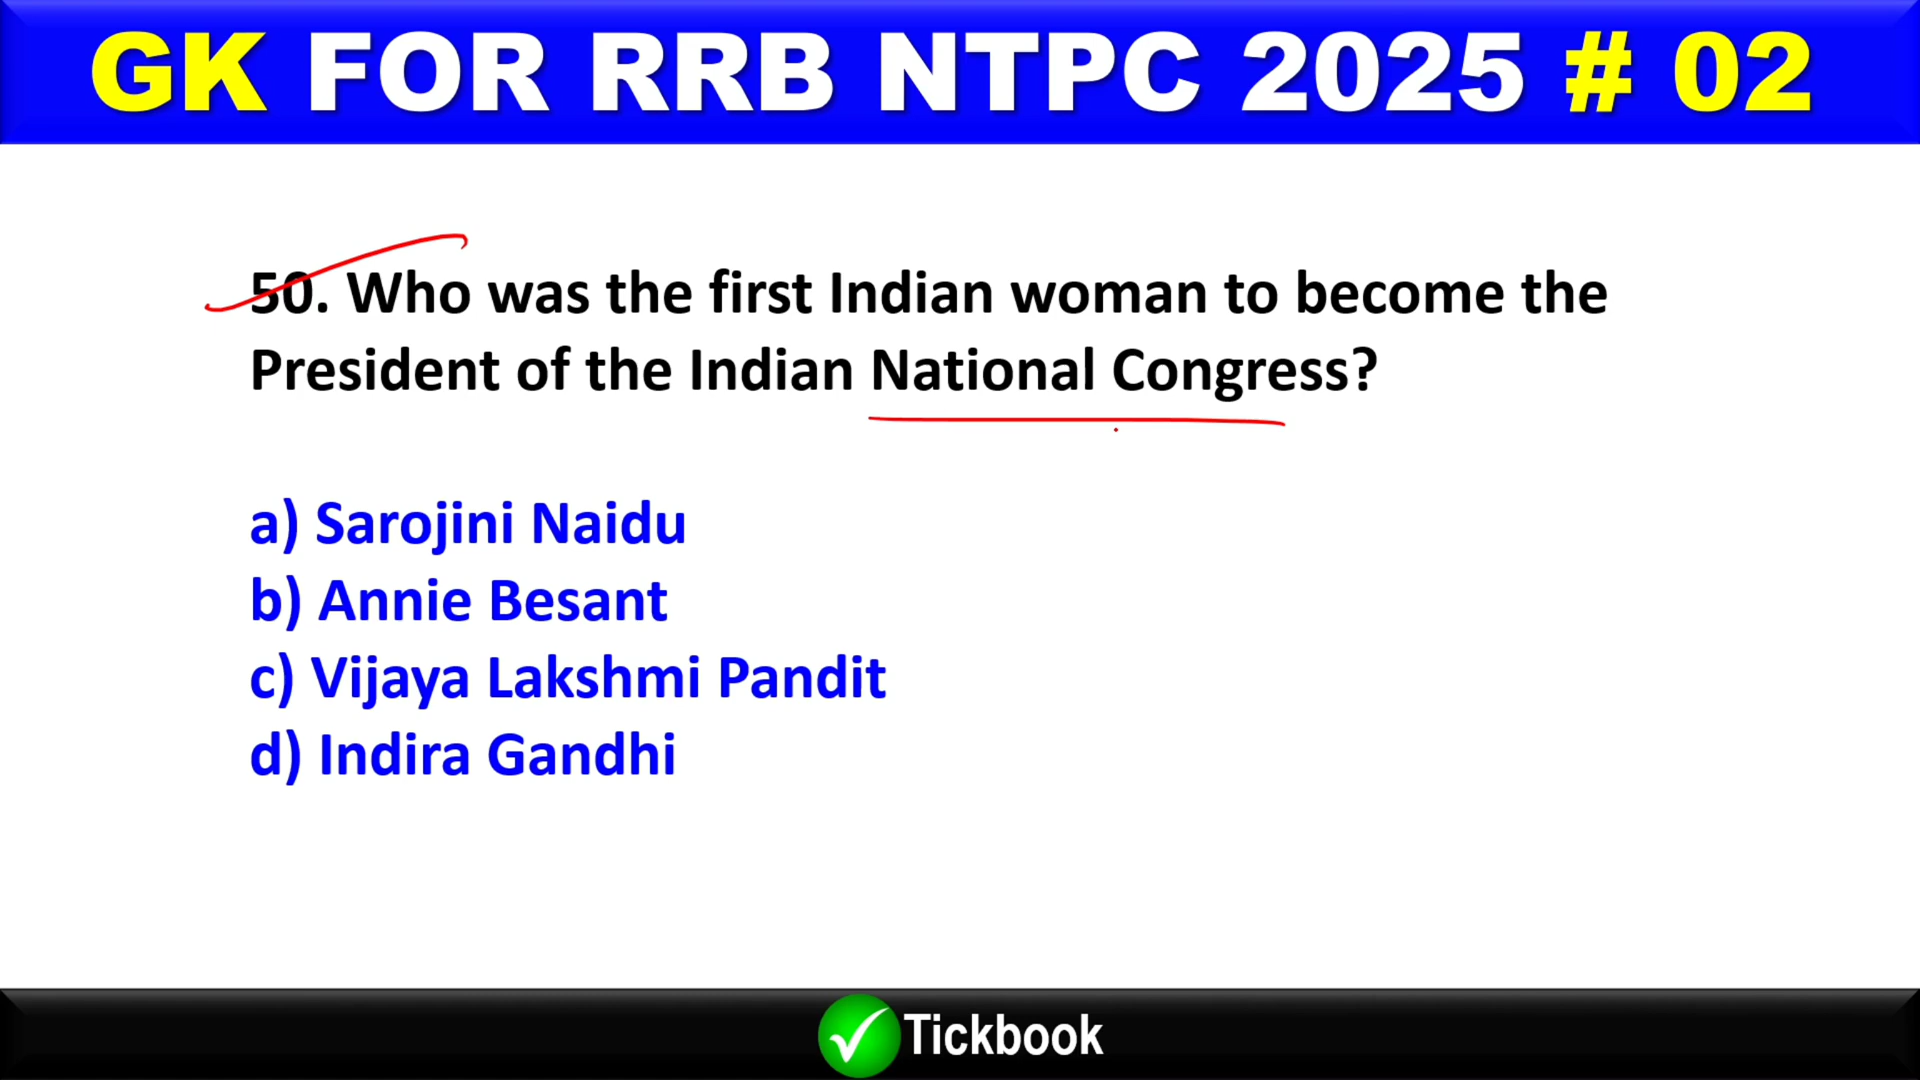 GK FOR RRB NTPC 2025 # 02
50. Who was the first Indian woman to become the
President of the Indian National Congress?
a) Sarojini Naidu
b) Annie Besant
c) Vijaya Lakshmi Pandit
d) Indira Gandhi
Tickbook